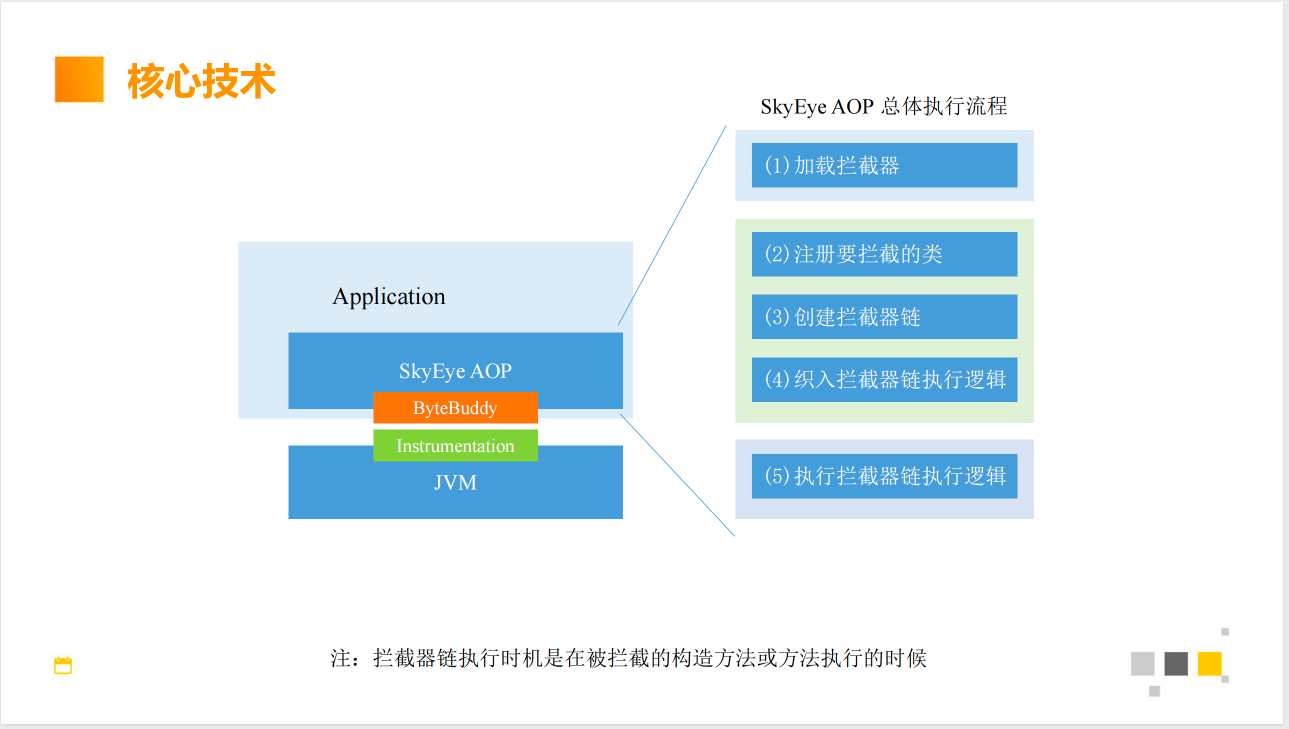 核心技术
SkyEye AOP 总体执行流程
(1)加载拦截器
(2)注册要拦截的类
(3)创建拦截器链
(4)织入拦截器链执行逻辑
(5)执行拦截器链执行逻辑
Application
SkyEye AOP
ByteBuddy
Instrumentation
JVM
注：拦截器链执行时机是在被拦截的构造方法或方法执行的时候